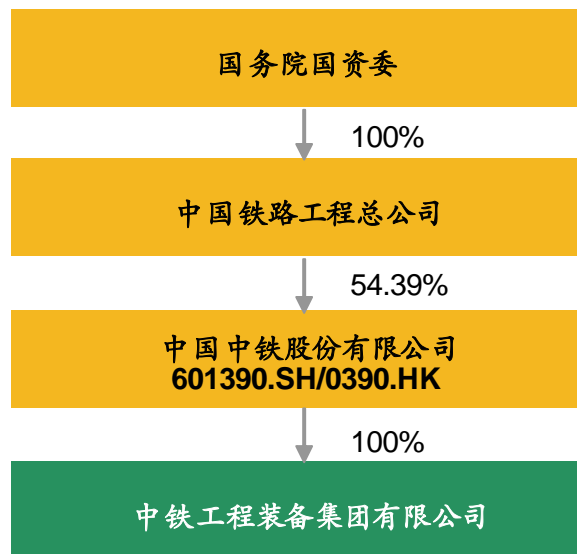 国务院国资委
100%
中国铁路工程总公司
54.39%
中国中铁股份有限公司
601390.SH/0390.HK
100%
中铁工程装备集团有限公司